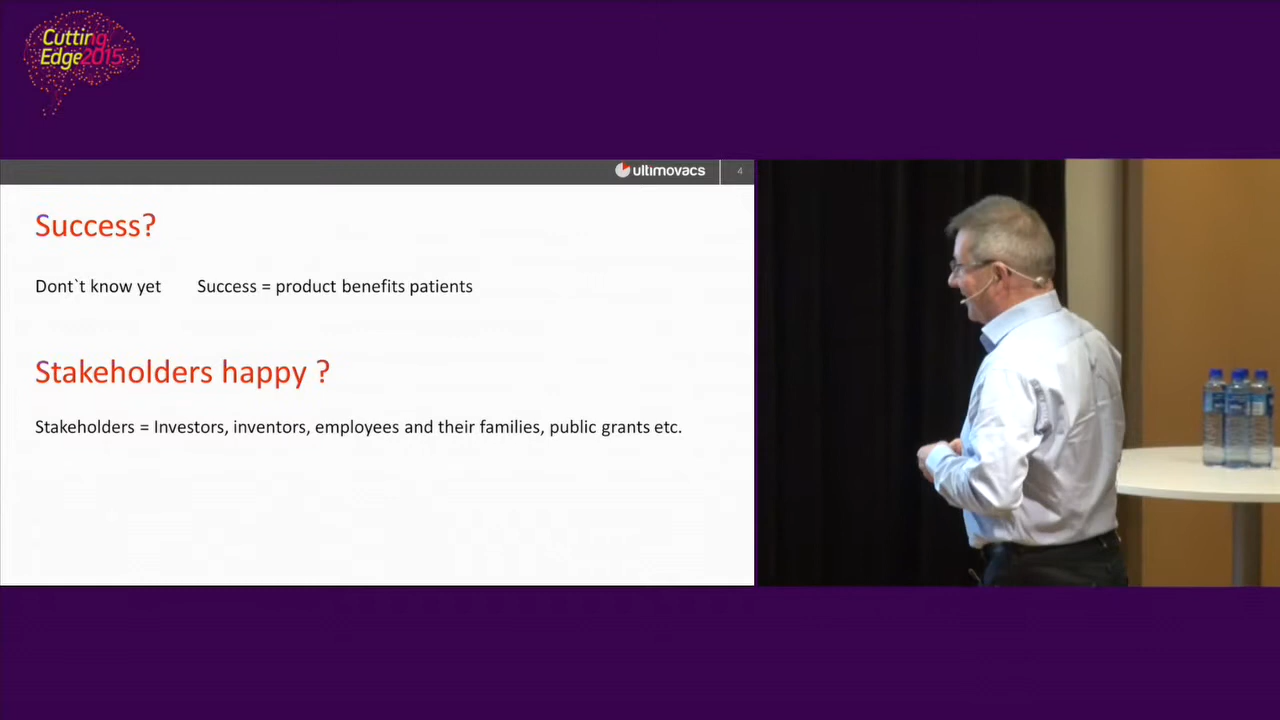 Cutting
Edge2015
ultimovacs
4
Success?
Dont`t know yet Success = product benefits patients
Stakeholders happy ?
Stakeholders = Investors, inventors, employees and their families, public grants etc.